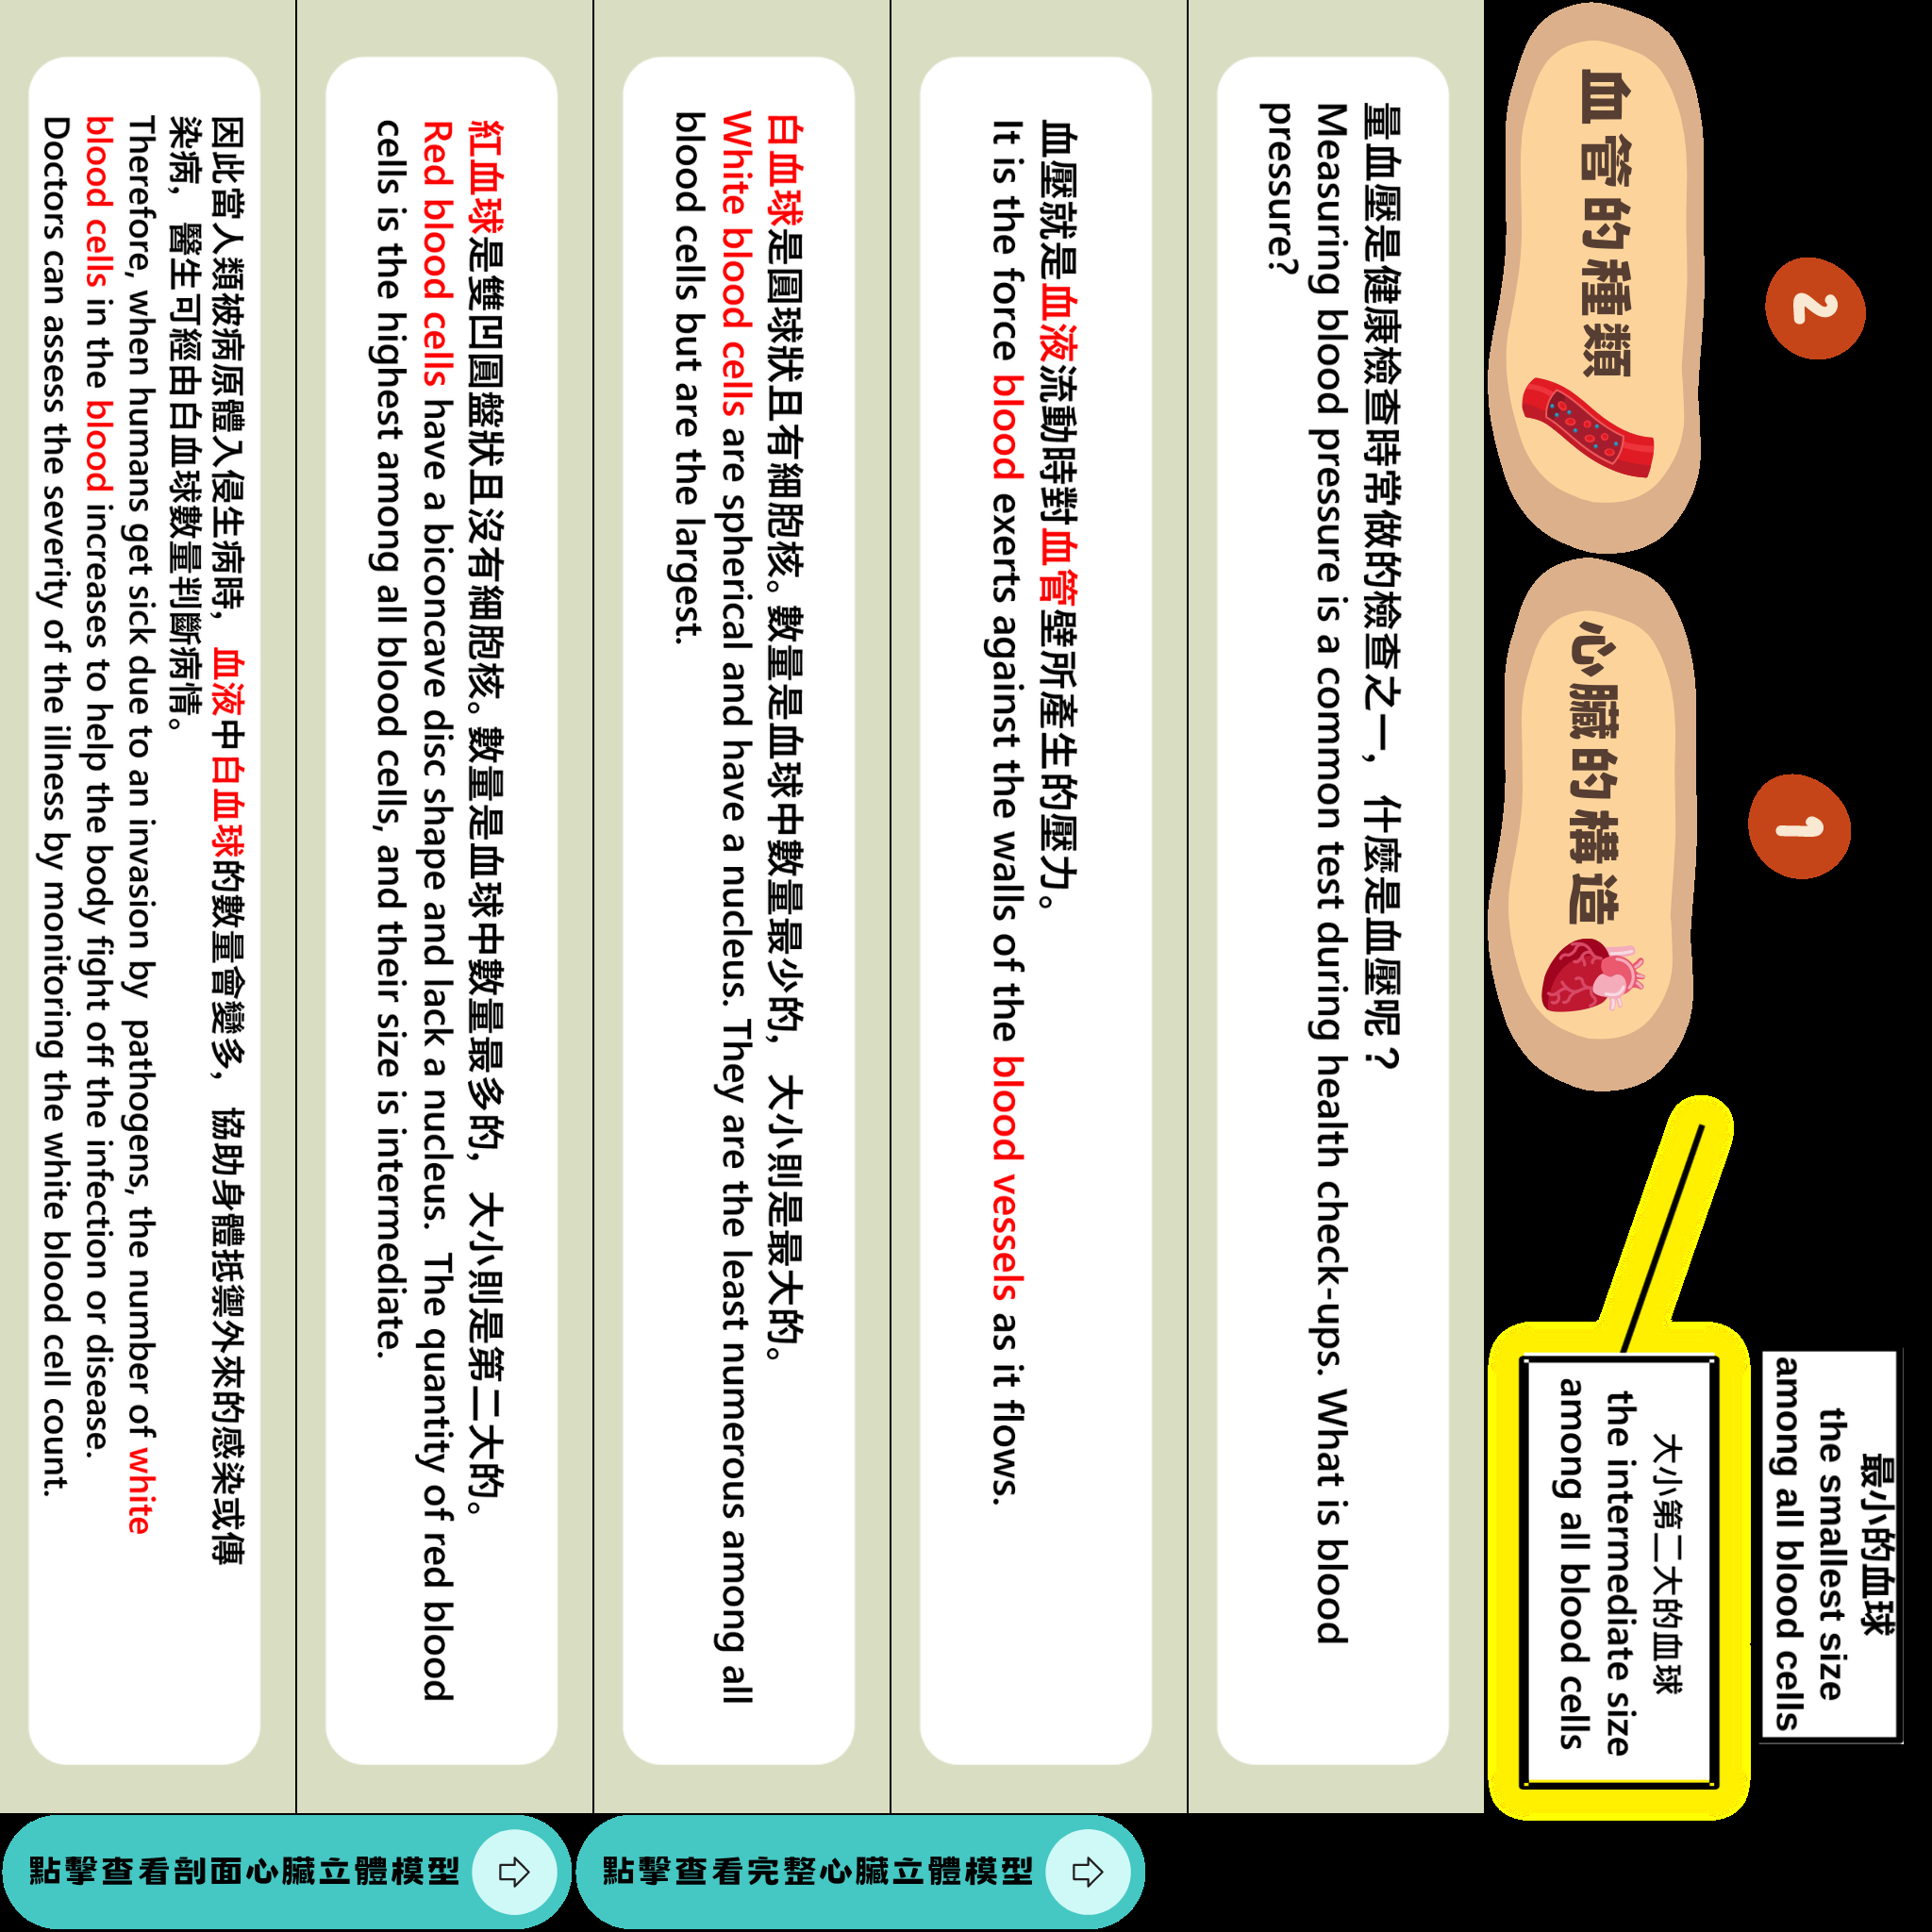 量血壓是健康檢查時常做的檢查之一，什麼是血壓呢？
Measuring blood pressure is a common test during health check-ups. What is blood
pressure?
血壓就是血液流動時對血管壁所產生的壓力。
It is the force blood exerts against the walls of the blood vessels as it flows.
白血球是圓球狀且有細胞核。數量是血球中數量最少的，大小則是最大的。
White blood cells are spherical and have a nucleus. They are the least numerous among all
blood cells but are the largest.
紅血球是雙凹圓盤狀且沒有細胞核。數量是血球中數量最多的，大小則是第二大的。
Red blood cells have a biconcave disc shape and lack a nucleus. The quantity of red blood
cells is the highest among all blood cells, and their size is intermediate.
因此當人類被病原體入侵生病時，血液中白血球的數量會變多，協助身體抵禦外來的感染或傳
染病，醫生可經由白血球數量判斷病情。
Therefore, when humans get sick due to an invasion by pathogens, the number of white
blood cells in the blood increases to help the body fight off the infection or disease.
Doctors can assess the severity of the illness by monitoring the white blood cell count.
2
血管的種類
1
心臟的構造
最小的血球
the smallest size
among all blood cells
大小第二大的血球
the intermediate size
among all blood cells
點擊查看剖面心臟立體模型
點擊查看完整心臟立體模型